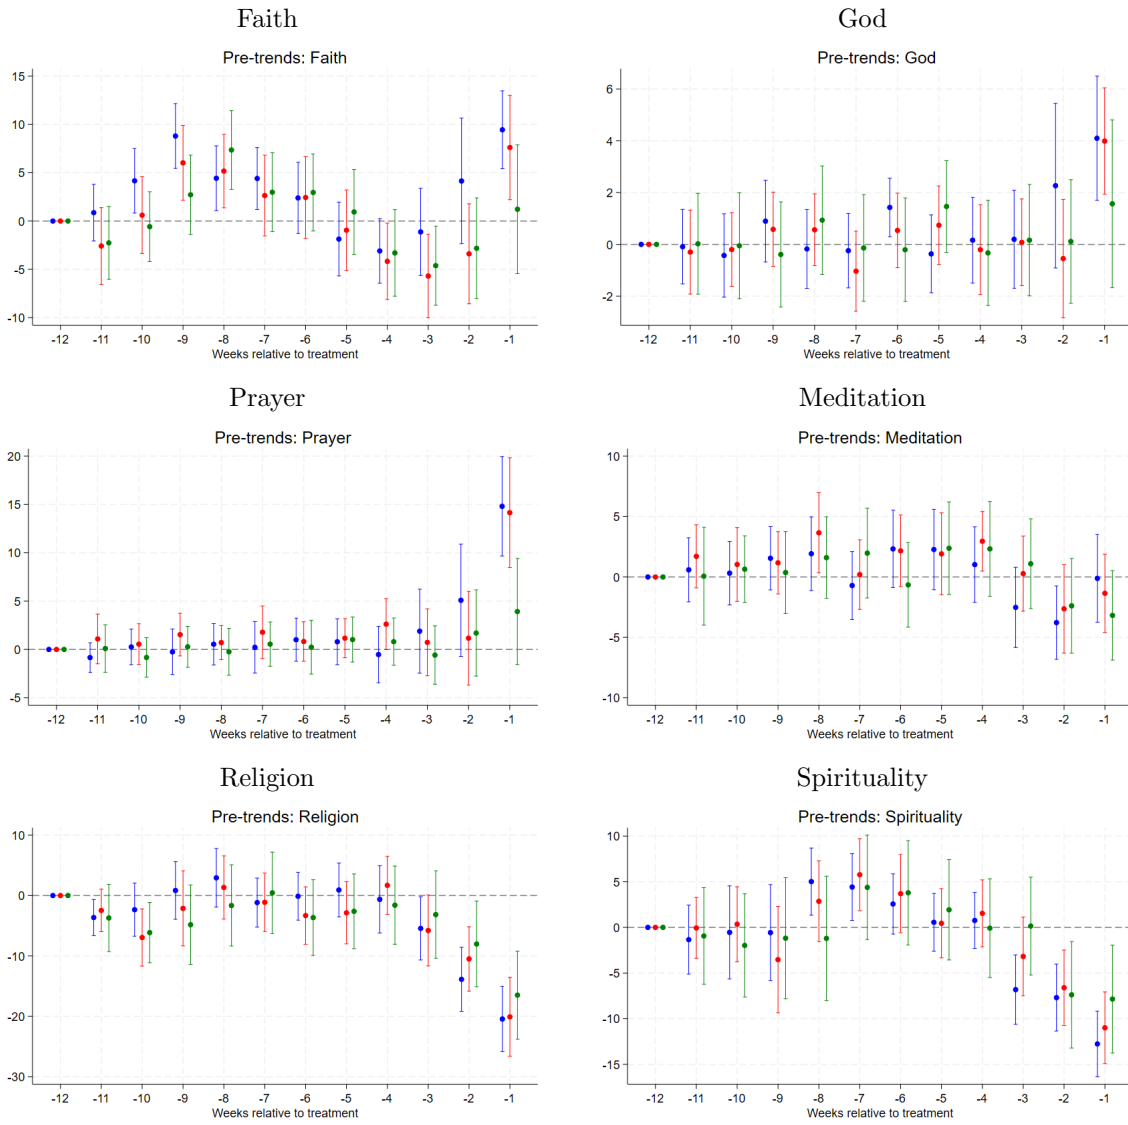 Faith
God
Pre-trends: Faith
Pre-trends: God
15
10
5
0
-5
-10
-12 -11 -10 -9 -8 -7 -6 -5 -4 -3 -2 -1
Weeks relative to treatment
6
4
2
0
-2
-12 -11 -10 -9 -8 -7 -6 -5 -4 -3 -2 -1
Weeks relative to treatment
Prayer
Meditation
Pre-trends: Prayer
Pre-trends: Meditation
20
15
10
5
0
-5
-12 -11 -10 -9 -8 -7 -6 -5 -4 -3 -2 -1
Weeks relative to treatment
10
5
0
-5
-10
-12 -11 -10 -9 -8 -7 -6 -5 -4 -3 -2 -1
Weeks relative to treatment
Religion
Spirituality
Pre-trends: Religion
Pre-trends: Spirituality
10
0
-10
-20
-30
-12 -11 -10 -9 -8 -7 -6 -5 -4 -3 -2 -1
Weeks relative to treatment
10
5
0
-5
-10
-15
-12 -11 -10 -9 -8 -7 -6 -5 -4 -3 -2 -1
Weeks relative to treatment